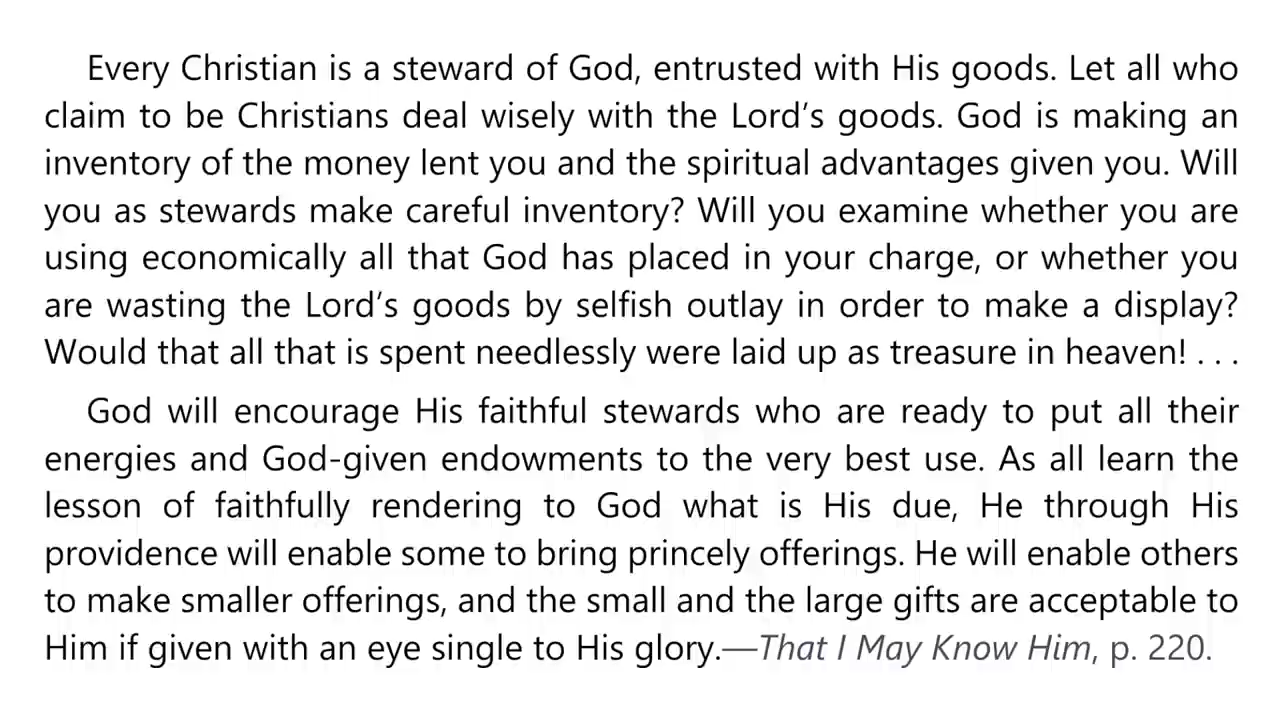 Every Christian is a steward of God, entrusted with His goods. Let all who
claim to be Christians deal wisely with the Lord’s goods. God is making an
inventory of the money lent you and the spiritual advantages given you. Will
you as stewards make careful inventory? Will you examine whether you are
using economically all that God has placed in your charge, or whether you
are wasting the Lord’s goods by selfish outlay in order to make a display?
Would that all that is spent needlessly were laid up as treasure in heaven! . . .
God will encourage His faithful stewards who are ready to put all their
energies and God-given endowments to the very best use. As all learn the
lesson of faithfully rendering to God what is His due, He through His
providence will enable some to bring princely offerings. He will enable others
to make smaller offerings, and the small and the large gifts are acceptable to
Him if given with an eye single to His glory.—That I May Know Him, p. 220.